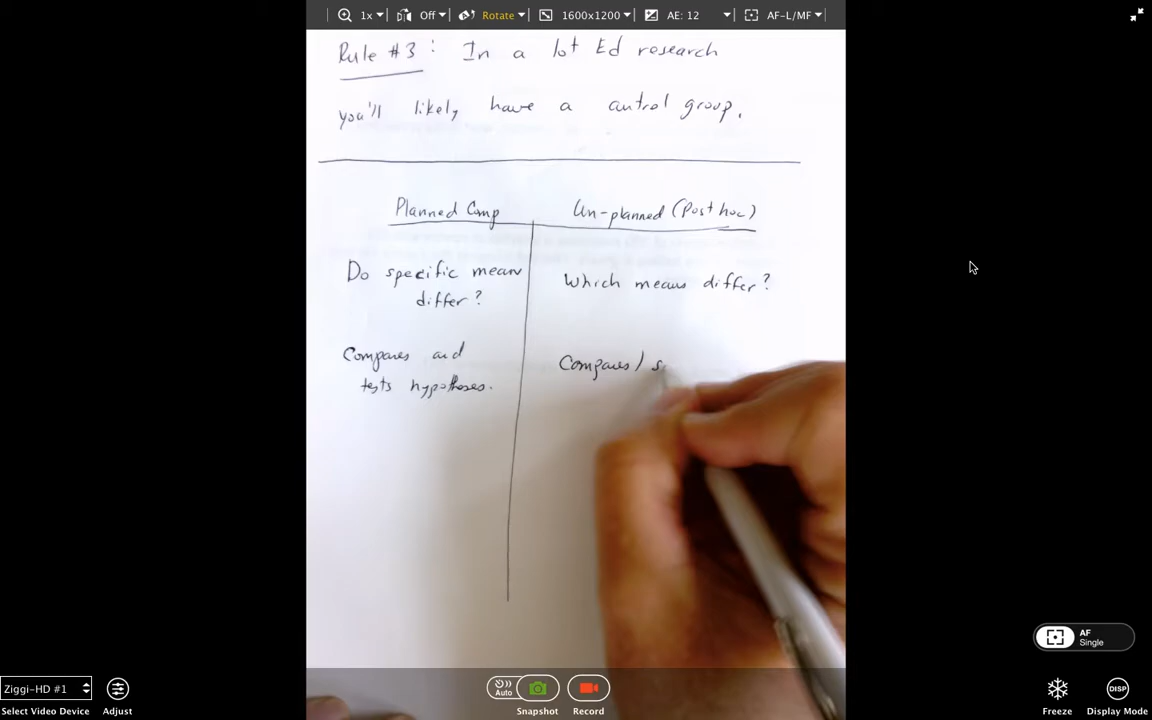 1x
Off
Rotate
1600x1200
AE: 12
AF-L/MF
Rule #3 : In a lot Ed research
you'll likely have a control group.
Planned Comp
Un-planned (Post hoc)
Do specific mean
differ?
Which means differ?
Compares and
tests hypotheses.
Compares/ s
AF
Single
Ziggi-HD #1
Select Video Device
Adjust
Auto
Snapshot
Record
Freeze
DISP
Display Mode